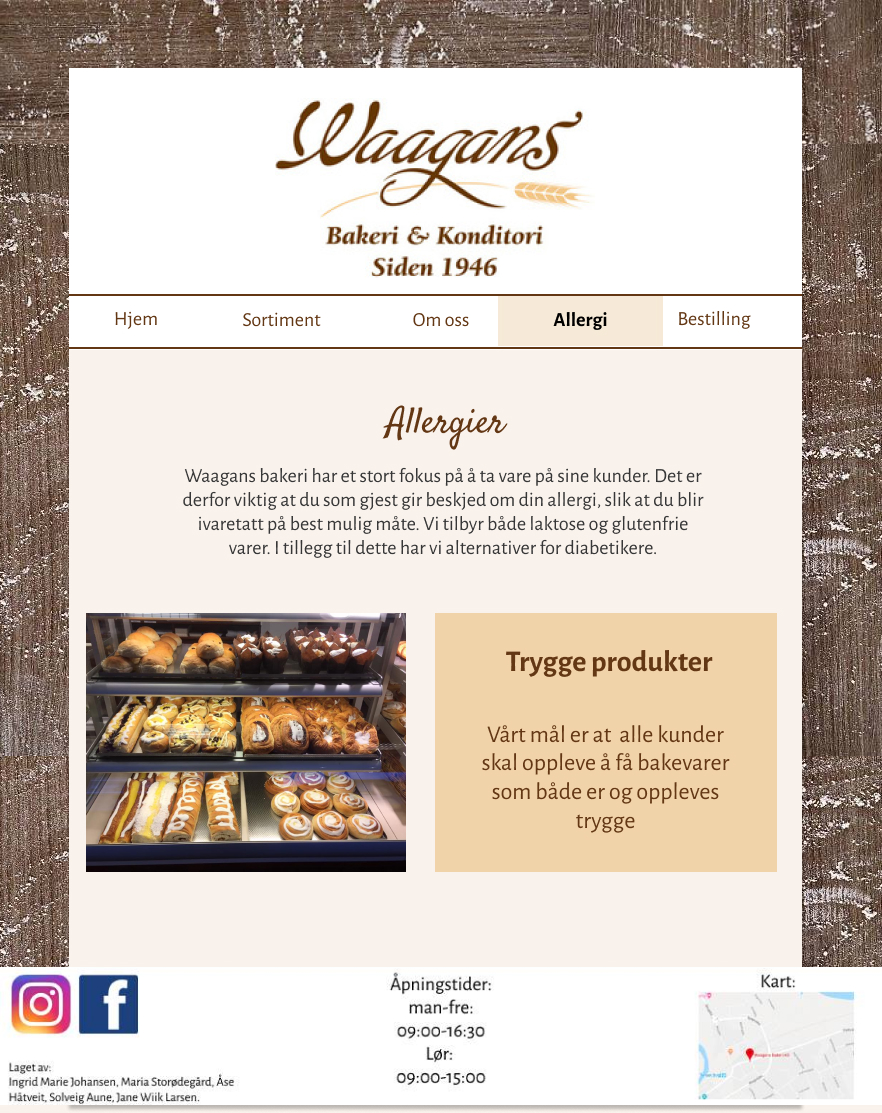 Waagans
Bakeri & Konditori
Siden 1946
Hjem Sortiment Om oss Allergi Bestilling
Allergier
Waagans bakeri har et stort fokus på å ta vare på sine kunder. Det er
derfor viktig at du som gjest gir beskjed om din allergi, slik at du blir
ivaretatt på best mulig måte. Vi tilbyr både laktose og glutenfrie
varer. I tillegg til dette har vi alternativer for diabetikere.
Trygge produkter
Vårt mål er at alle kunder
skal oppleve å få bakevarer
som både er og oppleves
trygge
Åpningstider:
man-fre:
09:00-16:30
Lør:
09:00-15:00
Kart:
Laget av:
Ingrid Marie Johansen, Maria Storødegård, Åse
Håtveit, Solveig Aune, Jane Wiik Larsen.